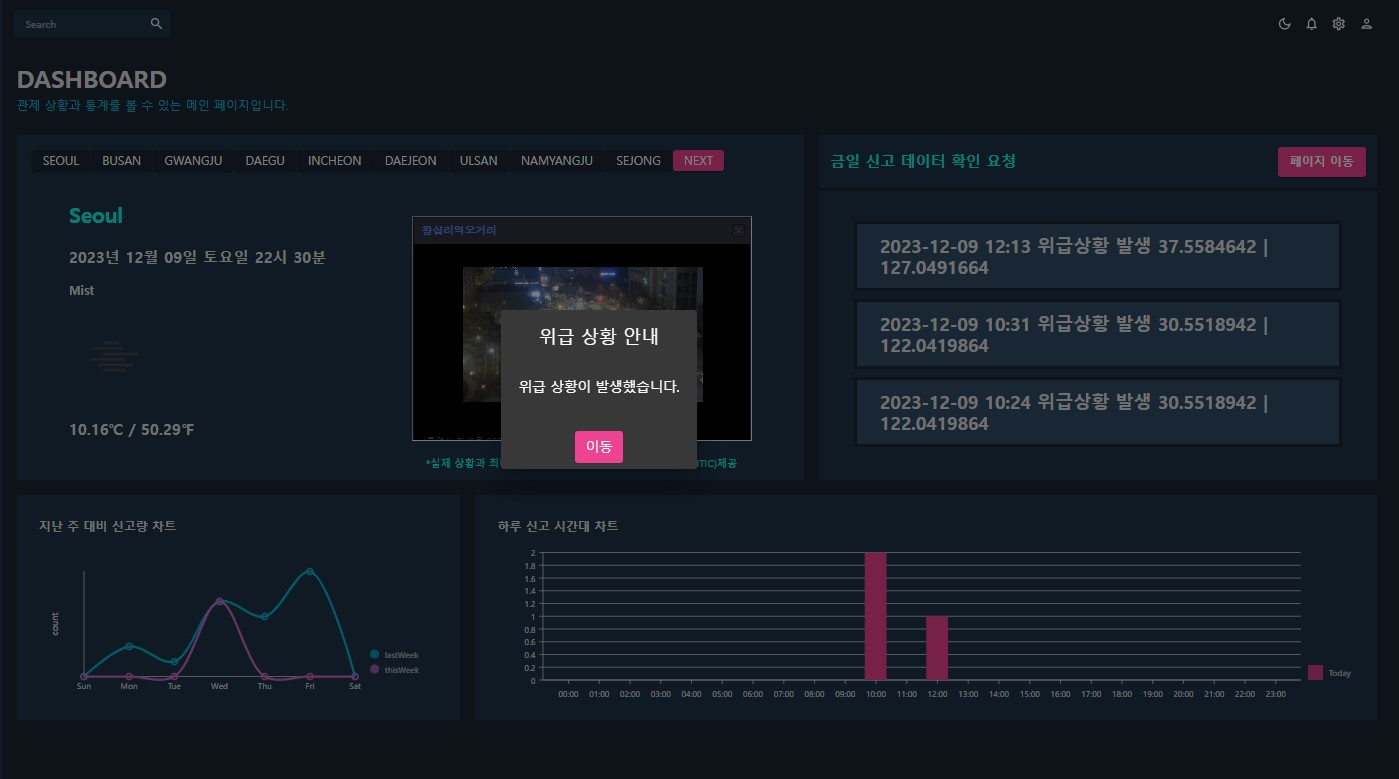 Search
DASHBOARD
관제 상황과 통계를 볼 수 있는 메인 페이지입니다.
SEOUL BUSAN GWANGJU DAEGU INCHEON DAEJEON ULSAN NAMYANGJU SEJONG NEXT
Seoul
2023년 12월 09일 토요일 22시 30분
Mist
10.16℃ / 50.29℉
왕십리역오거리
*실제 상황과
TIC)제공
위급 상황 안내
위급 상황이 발생했습니다.
이동
금일 신고 데이터 확인 요청
페이지 이동
2023-12-09 12:13 위급상황 발생 37.5584642 |
127.0491664
2023-12-09 10:31 위급상황 발생 30.5518942 |
122.0419864
2023-12-09 10:24 위급상황 발생 30.5518942 |
122.0419864
지난 주 대비 신고량 차트
count
Sun Mon Tue Wed Thu Fri Sat
lastWeek
thisWeek
하루 신고 시간대 차트
2
1.8
1.6
1.4
1.2
1
0.8
0.6
0.4
0.2
0
00:00 01:00 02:00 03:00 04:00 05:00 06:00 07:00 08:00 09:00 10:00 11:00 12:00 13:00 14:00 15:00 16:00 17:00 18:00 19:00 20:00 21:00 22:00 23:00
Today